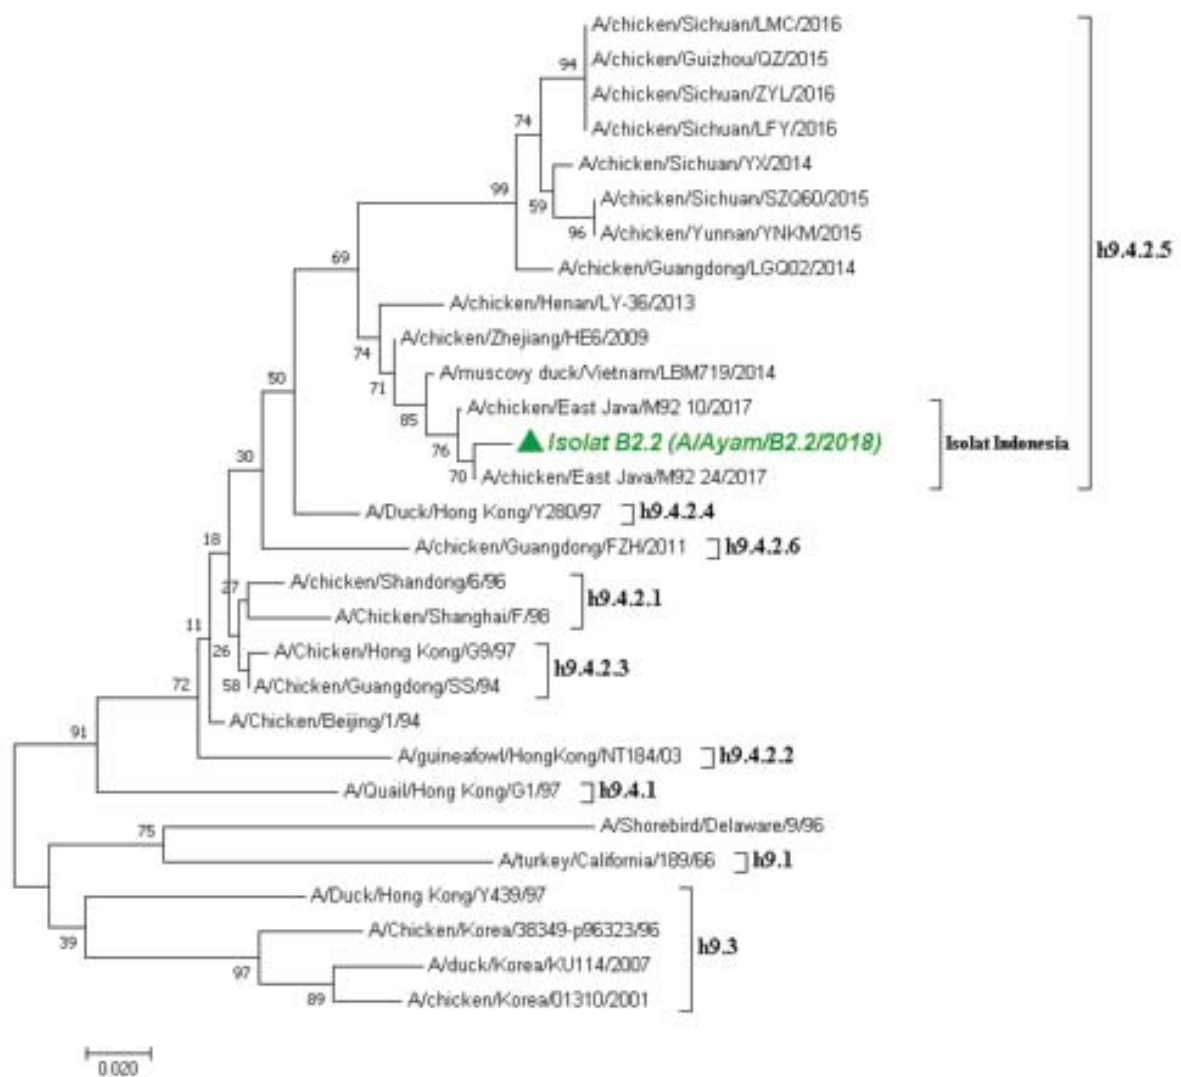 A/chicken/Sichuan/LMC/2016
94
A/chicken/Guizhou/QZ/2015
A/chicken/Sichuan/ZYL/2016
74
A/chicken/Sichuan/LFY/2016
A/chicken/Sichuan/YX/2014
99
A/chicken/Sichuan/SZQ60/2015
59
96
A/chicken/Yunnan/YNKM/2015
h9.4.2.5
69
A/chicken/Guangdong/LGQ02/2014
A/chicken/Henan/LY-36/2013
A/chicken/Zhejiang/HE6/2009
74
A/muscovy duck/Vietnam/LBM719/2014
50
71
A/chicken/East Java/M92 10/2017
85
Isolat B2.2 (A/Ayam/B2.2/2018)
Isolat Indonesia
76
30
70
A/chicken/East Java/M92 24/2017
A/Duck/Hong Kong/Y280/97
h9.4.2.4
18
A/chicken/Guangdong/FZH/2011
h9.4.2.6
27
A/chicken/Shandong/6/96
h9.4.2.1
A/Chicken/Shanghai/F/98
11
26
A/Chicken/Hong Kong/G9/97
h9.4.2.3
72
58
A/Chicken/Guangdong/SS/94
A/Chicken/Beijing/1/94
91
A/guineafowl/HongKong/NT184/03
h9.4.2.2
A/Quail/Hong Kong/G1/97
h9.4.1
75
A/Shorebird/Delaware/9/96
A/turkey/California/189/66
h9.1
A/Duck/Hong Kong/Y439/97
39
A/Chicken/Korea/38349-p96323/96
h9.3
97
A/duck/Korea/KU114/2007
89
A/chicken/Korea/01310/2001
0.020